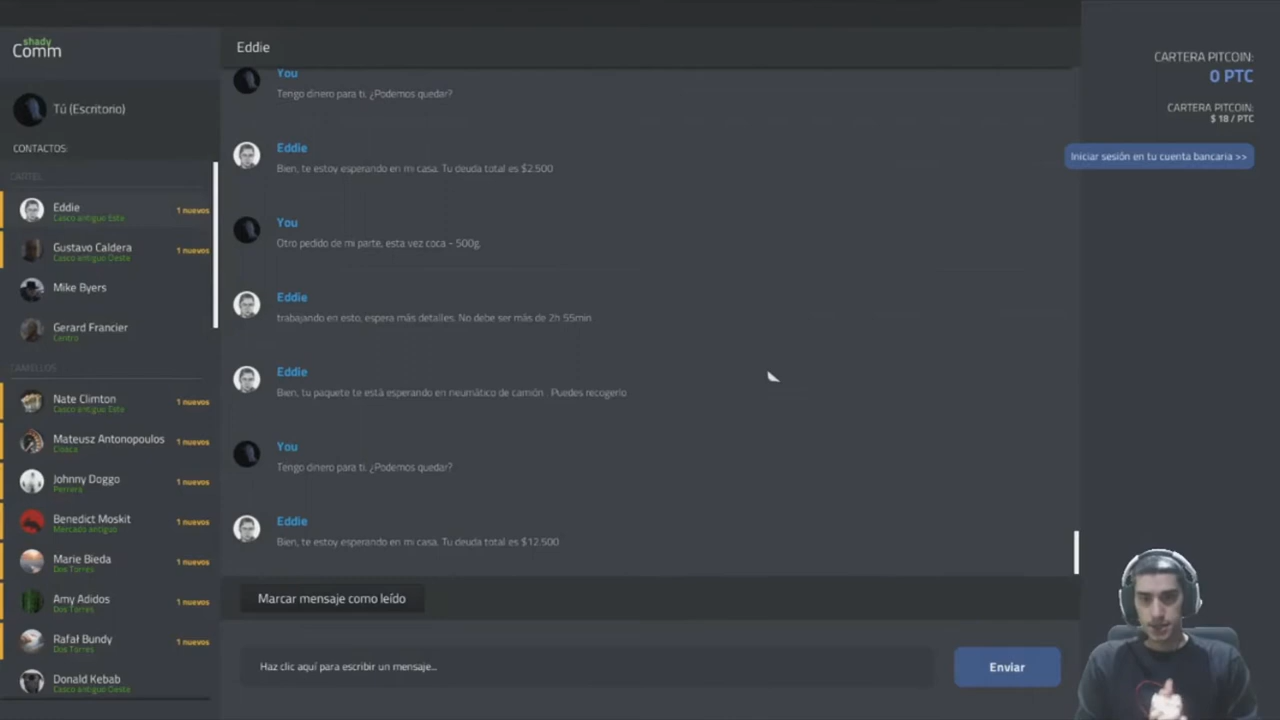 shady
Comm
Tú (Escritorio)
CONTACTOS:
CARTEL
Eddie
Casco antigue Este
1 nuevos
Gustavo Caldera
Casco antigue Oeste
1 nuevos
Mike Byers
Gerard Francier
Centro
CAMELLOS
Nate Climton
Casco antigue Este
1 nuevos
Mateusz Antonopoulos
Cloaca
1 nuevos
Johnny Doggo
Perrera
1 nuevos
Benedict Moskit
Mercado antiguo
1 nuevos
Marie Bieda
Dos Torres
1 nuevos
Amy Adidos
Dos Torres
1 nuevos
Rafał Bundy
Dos Torres
1 nuevos
Donald Kebab
Casco antigue Oeste
Eddie
You
Tengo dinero para ti. ¿Podemos quedar?
Eddie
Bien, te estoy esperando en mi casa. Tu deuda total es $2.500
You
Otro pedido de mi parte, esta vez coca - 500g,
Eddie
trabajando en esto, espera más detalles. No debe ser más de 2h 55min
Eddie
Bien, tu paquete te està esperando en neumático de camión . Puedes recogerlo
You
Tengo dinero para ti. ¿Podemos quedar?
Eddie
Bien, te estoy esperando en mi casa. Tu deuda total es $12.500
Marcar mensaje como leído
Haz clic aquí para escribir un mensaje...
Enviar
CARTERA PITCOIN:
0 PTC
CARTERA PITCOIN:
$ 18 / PTC
Iniciar sesión en tu cuenta bancaria >>